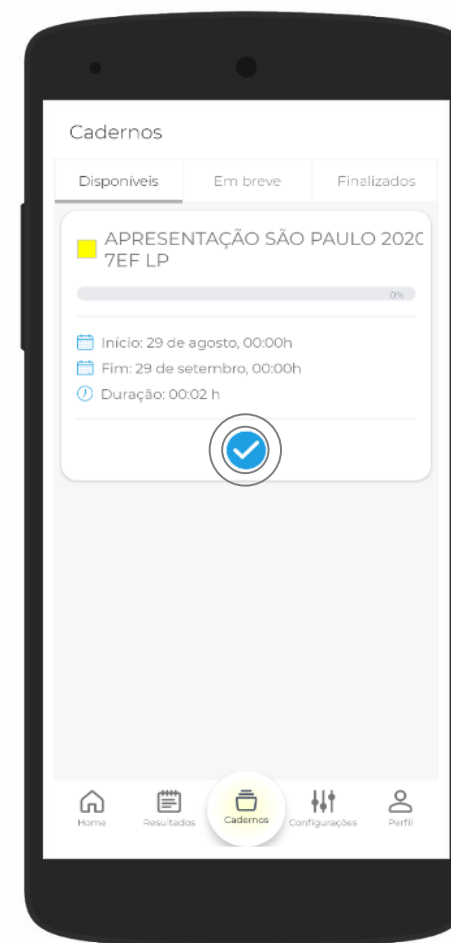 Cadernos
Disponíveis Em breve Finalizados
APRESENTAÇÃO SÃO PAULO 2020
7EF LP
0%
Início: 29 de agosto, 00:00h
Fim: 29 de setembro, 00:00h
Duração: 00:02 h
Home Resultados Cadernos Configurações Perfil